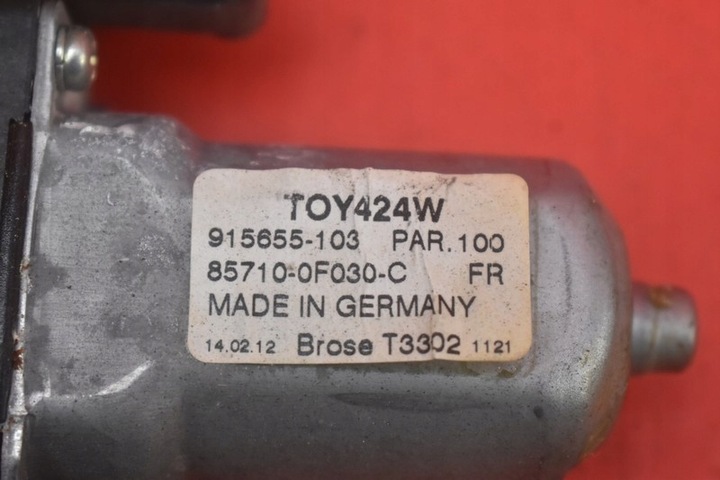 TOY424W
915655-103 PAR.100
85710-0F030-C FR
MADE IN GERMANY
14.02.12 Brose T3302 1121